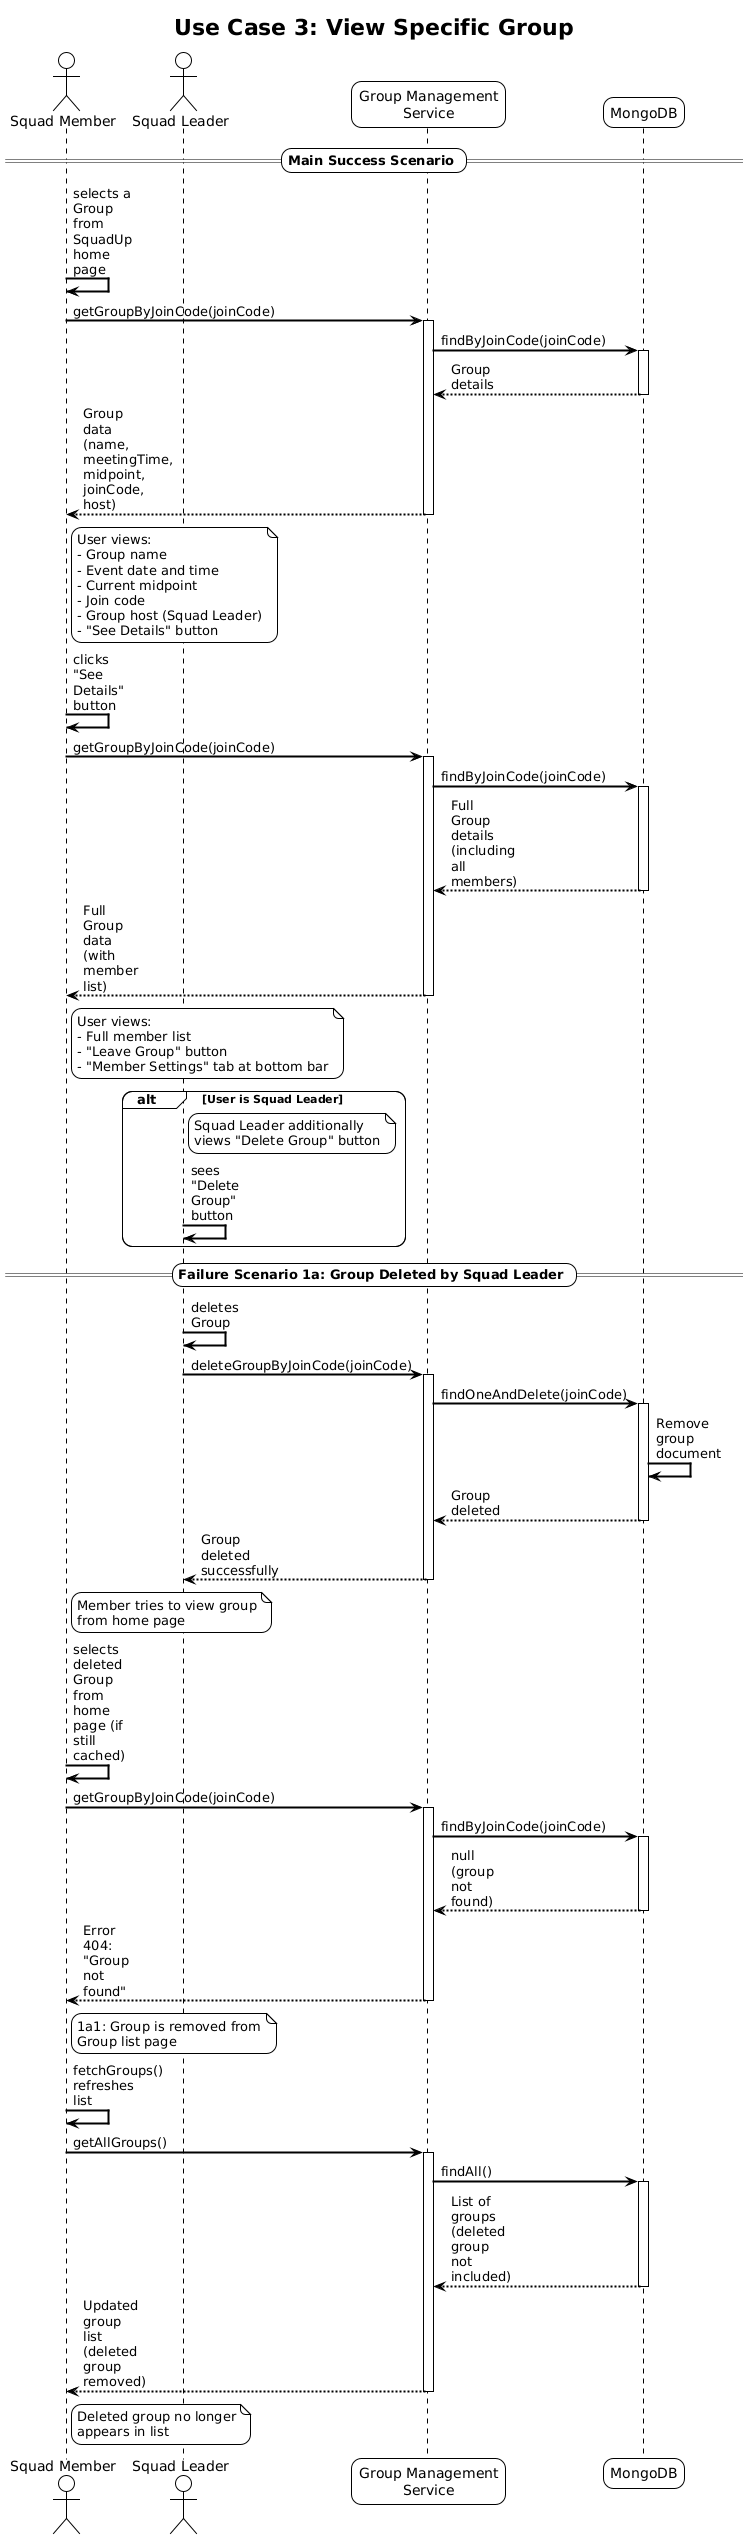 Use Case 3: View Specific Group
Squad Member
Squad Leader
Group Management
Service
MongoDB
Main Success Scenario
selects a
Group
from
SquadUp
home
page
getGroupByJoinCode(joinCode)
findByJoinCode(joinCode)
Group
details
Group
data
(name,
meetingTime,
midpoint,
joinCode,
host)
User views:
- Group name
- Event date and time
- Current midpoint
- Join code
- Group host (Squad Leader)
- "See Details" button
clicks
"See
Details"
button
getGroupByJoinCode(joinCode)
findByJoinCode(joinCode)
Full
Group
details
(including
all
members)
Full
Group
data
(with
member
list)
User views:
- Full member list
- "Leave Group" button
- "Member Settings" tab at bottom bar
alt
[User is Squad Leader]
Squad Leader additionally
views "Delete Group" button
sees
"Delete
Group"
button
Failure Scenario 1a: Group Deleted by Squad Leader
deletes
Group
deleteGroupByJoinCode(joinCode)
findOneAndDelete(joinCode)
Remove
group
document
Group
deleted
Group
deleted
successfully
Member tries to view group
from home page
selects
deleted
Group
from
home
page (if
still
cached)
getGroupByJoinCode(joinCode)
findByJoinCode(joinCode)
null
(group
not
found)
Error
404:
"Group
not
found"
1a1: Group is removed from
Group list page
fetchGroups()
refreshes
list
getAllGroups()
findAll()
List of
groups
(deleted
group
not
included)
Updated
group
list
(deleted
group
removed)
Deleted group no longer
appears in list
Squad Member
Squad Leader
Group Management
Service
MongoDB